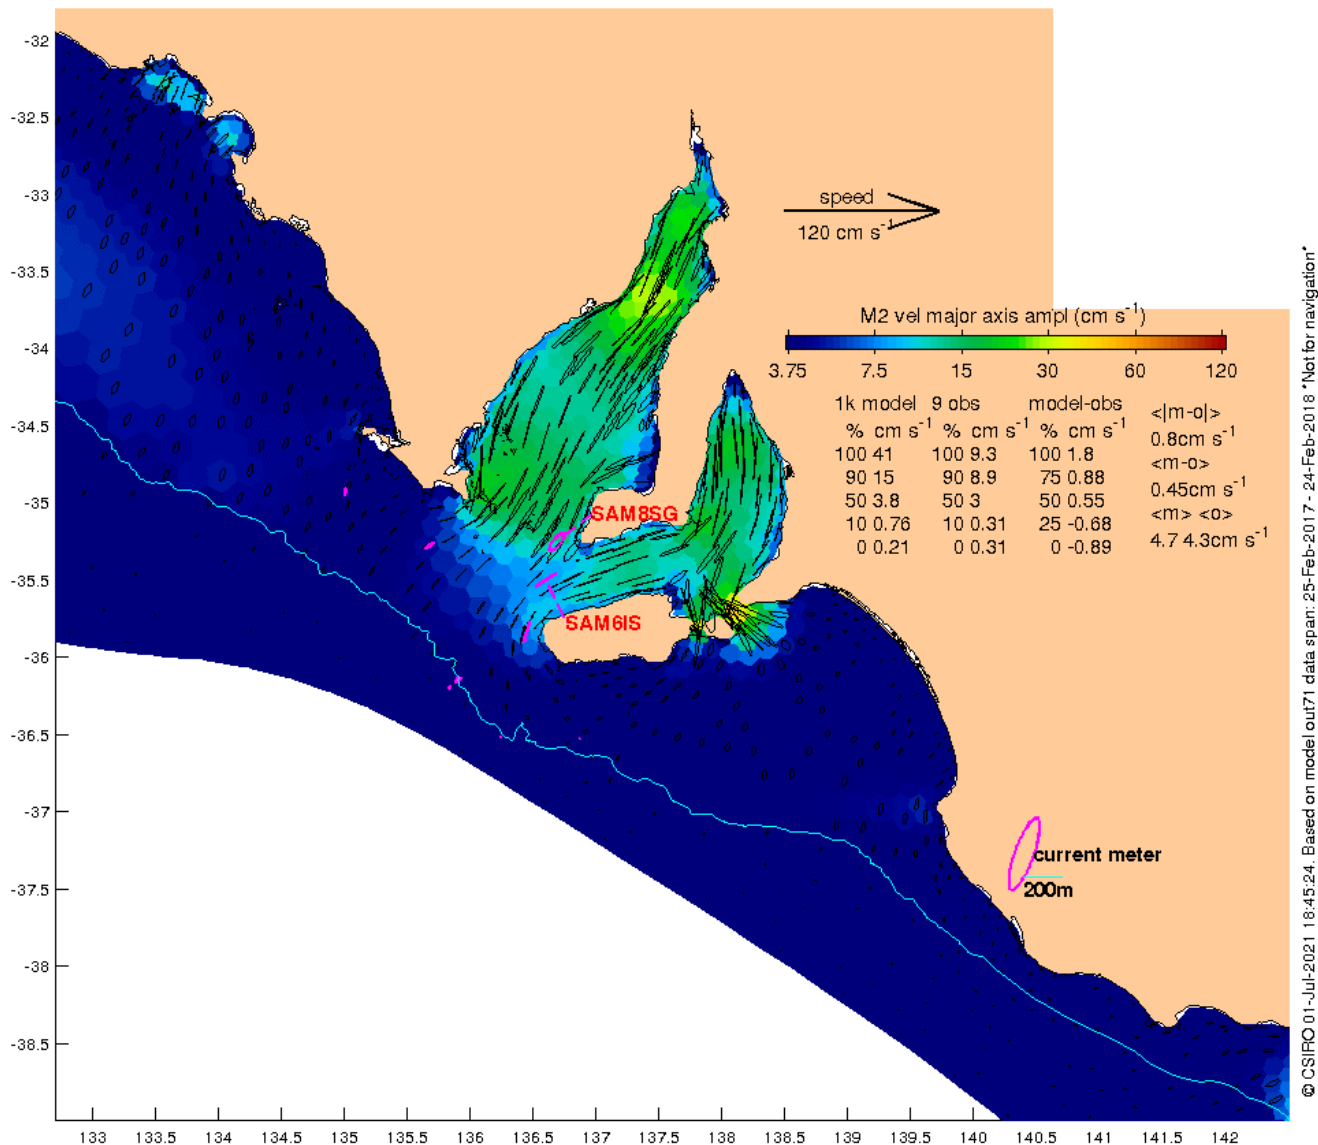 -32
-32.5
-33
-33.5
-34
-34.5
-35
-35.5
-36
-36.5
-37
-37.5
-38
-38.5
133 133.5 134 134.5 135 135.5 136 136.5 137 137.5 138 138.5 139 139.5 140 140.5 141 141.5 142
speed
120 cm s-1
M2 vel major axis ampl (cm s-1)
3.75 7.5 15 30 60 120
1k model 9 obs model-obs <|m-o|>
% cm s-1 % cm s-1 % cm s-1 0.8cm s-1
100 41 100 9.3 100 1.8 <m-o>
90 15 90 8.9 75 0.88 0.45cm s-1
50 3.8 50 3 50 0.55 <m> <o>
10 0.76 10 0.31 25 -0.68 4.7 4.3cm s-1
0 0.21 0 0.31 0 -0.89
SAM8SG
SAM6IS
current meter
200m
© CSIRO 01-Jul-2021 18:45:24. Based on model out71 data span: 25-Feb-2017 - 24-Feb-2018 *Not for navigation*